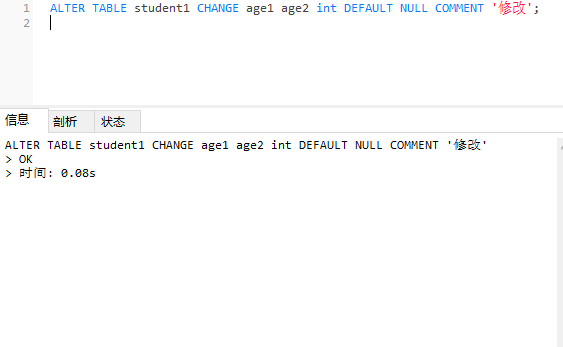 1 ALTER TABLE student1 CHANGE age1 age2 int DEFAULT NULL COMMENT '修改';
2
信息 剖析 状态
ALTER TABLE student1 CHANGE age1 age2 int DEFAULT NULL COMMENT '修改'
> OK
> 时间: 0.08s